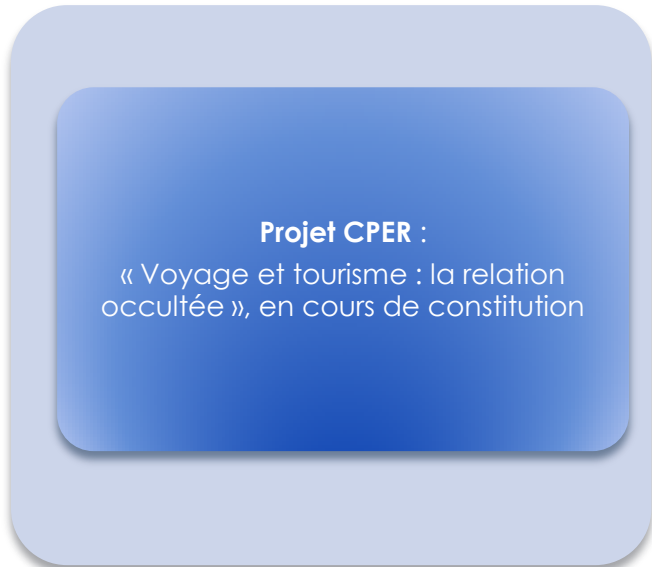 Projet CPER :
« Voyage et tourisme : la relation
occultée », en cours de constitution